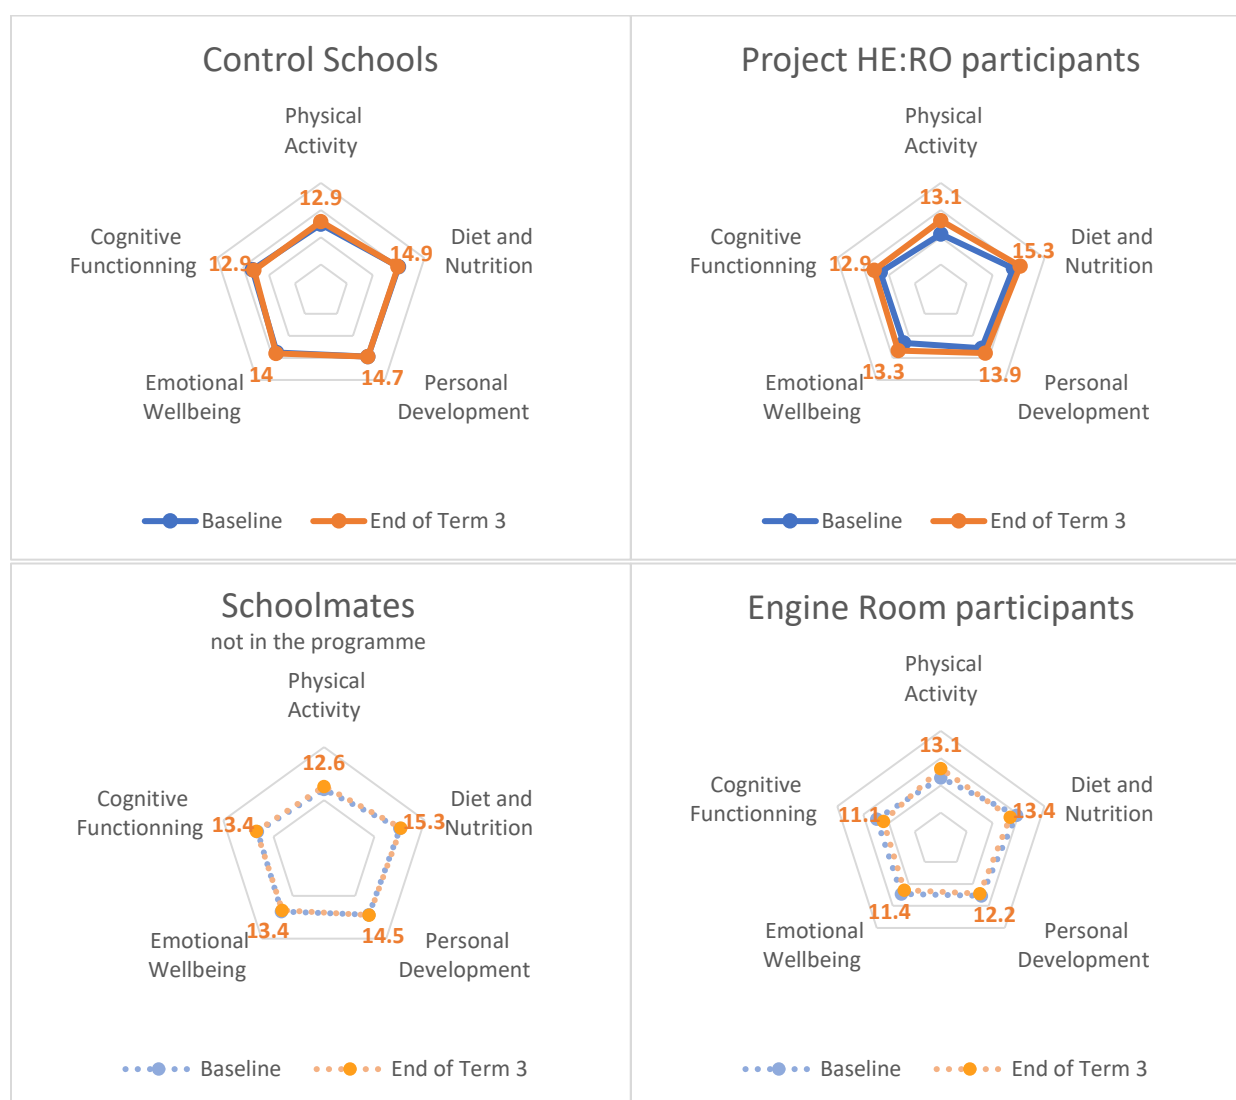 Control Schools
Physical
Activity
12.9
Cognitive
Functionning
12.9
14.9
Diet and
Nutrition
Emotional
Wellbeing
14
14.7
Personal
Development
Baseline
End of Term 3
Project HE:RO participants
Physical
Activity
13.1
Cognitive
Functionning
12.9
15.3
Diet and
Nutrition
Emotional
Wellbeing
13.3
13.9
Personal
Development
Baseline
End of Term 3
Schoolmates
not in the programme
Physical
Activity
12.6
Cognitive
Functionning
13.4
15.3
Diet and
Nutrition
Emotional
Wellbeing
13.4
14.5
Personal
Development
Baseline
End of Term 3
Engine Room participants
Physical
Activity
13.1
Cognitive
Functionning
11.1
13.4
Diet and
Nutrition
Emotional
Wellbeing
11.4
12.2
Personal
Development
Baseline
End of Term 3